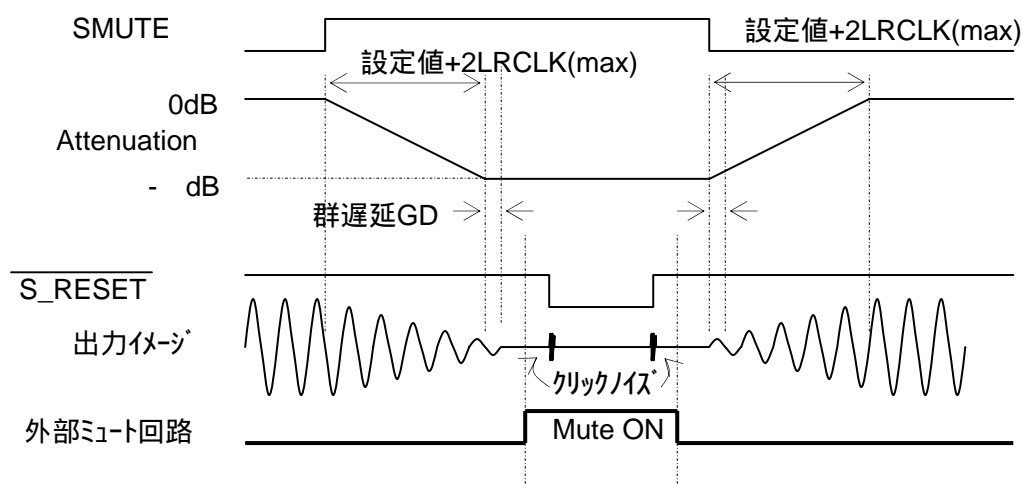 SMUTE
設定値+2LRCLK(max)
設定値+2LRCLK(max)
0dB
Attenuation
- dB
群遅延GD
S_RESET
出力イメージ
クリックノイズ
外部ミュート回路
Mute ON